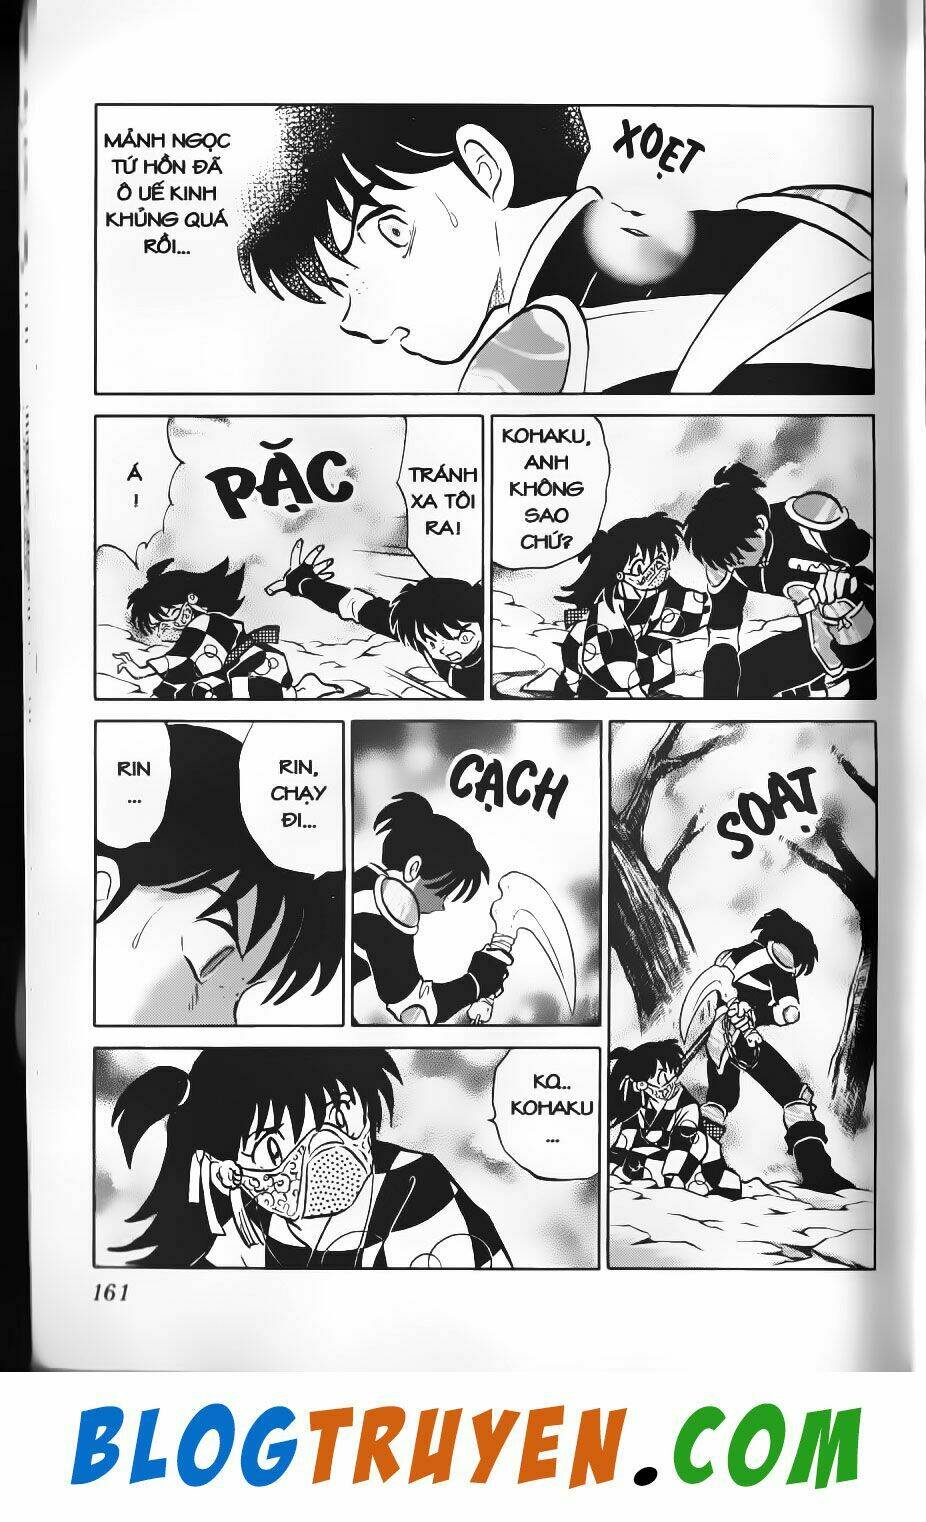 MẢNH NGỌC
TỨ HỒN ĐÃ
Ô UẾ KINH
KHỦNG QUÁ
RỒI...
XOẸT
KOHAKU,
ANH
KHÔNG
SAO
CHỨ?
TRÁNH
XA TÔI
RA!
PẶC
Á
!
SOẠT
CẠCH
RIN,
CHẠY
ĐI...
RIN
...
KO...
KOHAKU
...
161
BLOGTRUYEN.COM